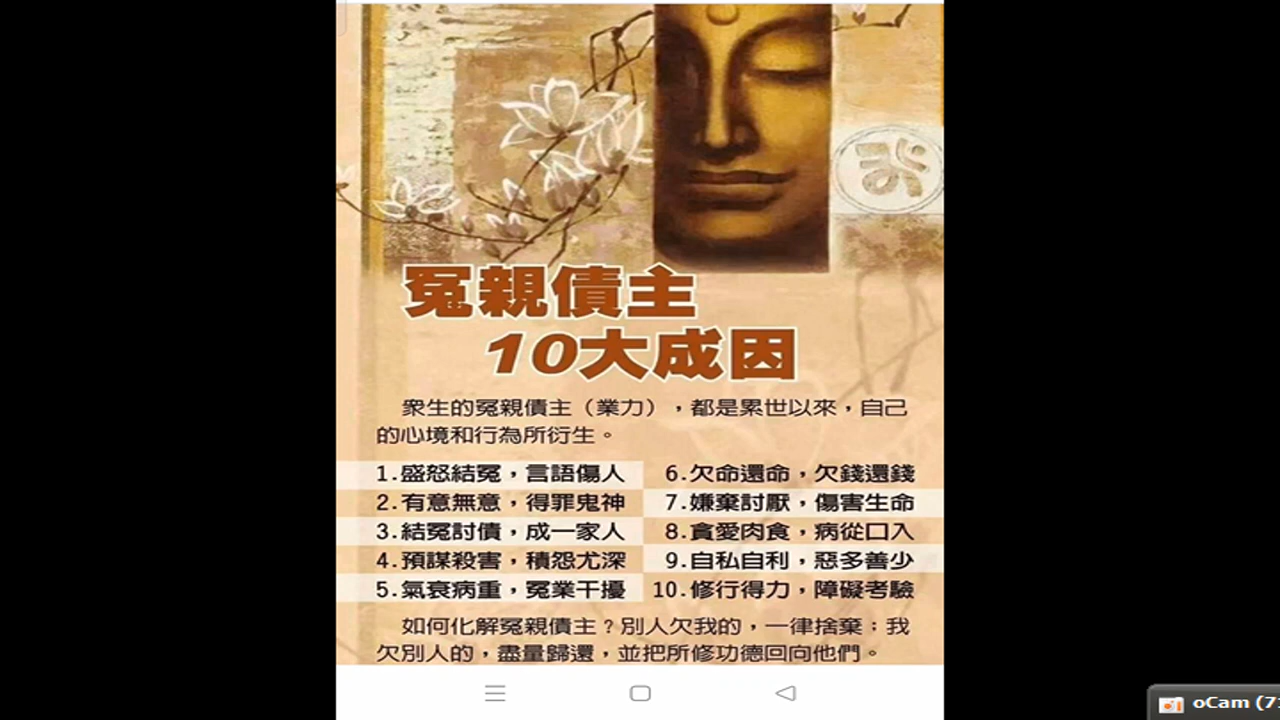 冤親債主
10大成因
眾生的冤親債主（業力），都是累世以來，自己
的心境和行為所衍生。
1.盛怒結冤，言語傷人
2.有意無意，得罪鬼神
3.結冤討債，成一家人
4.預謀殺害，積怨尤深
5.氣衰病重，冤業干擾
6.欠命還命，欠錢還錢
7.嫌棄討厭，傷害生命
8.貪愛肉食，病從口入
9.自私自利，惡多善少
10.修行得力，障礙考驗
如何化解冤親債主？別人欠我的，一律捨棄；我
欠別人的，盡量歸還，並把所修功德回向他們。
oCam (7